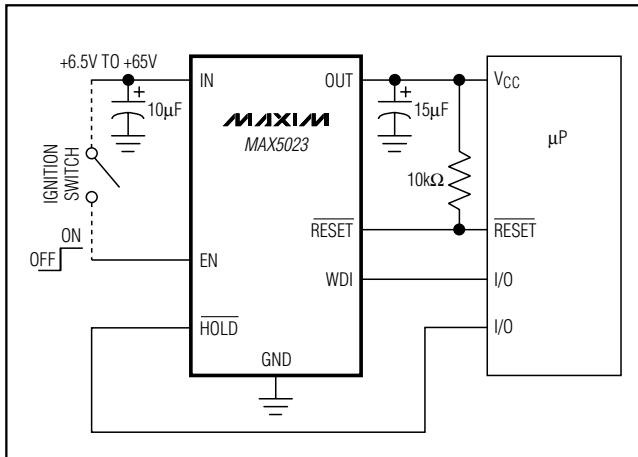 +6.5V TO +65V
IN
OUT
VCC
10μF
+
MAXIM
MAX5023
+
15μF
μP
IGNITION
SWITCH
10kΩ
ON
OFF
RESET
RESET
EN
WDI
I/O
HOLD
I/O
GND